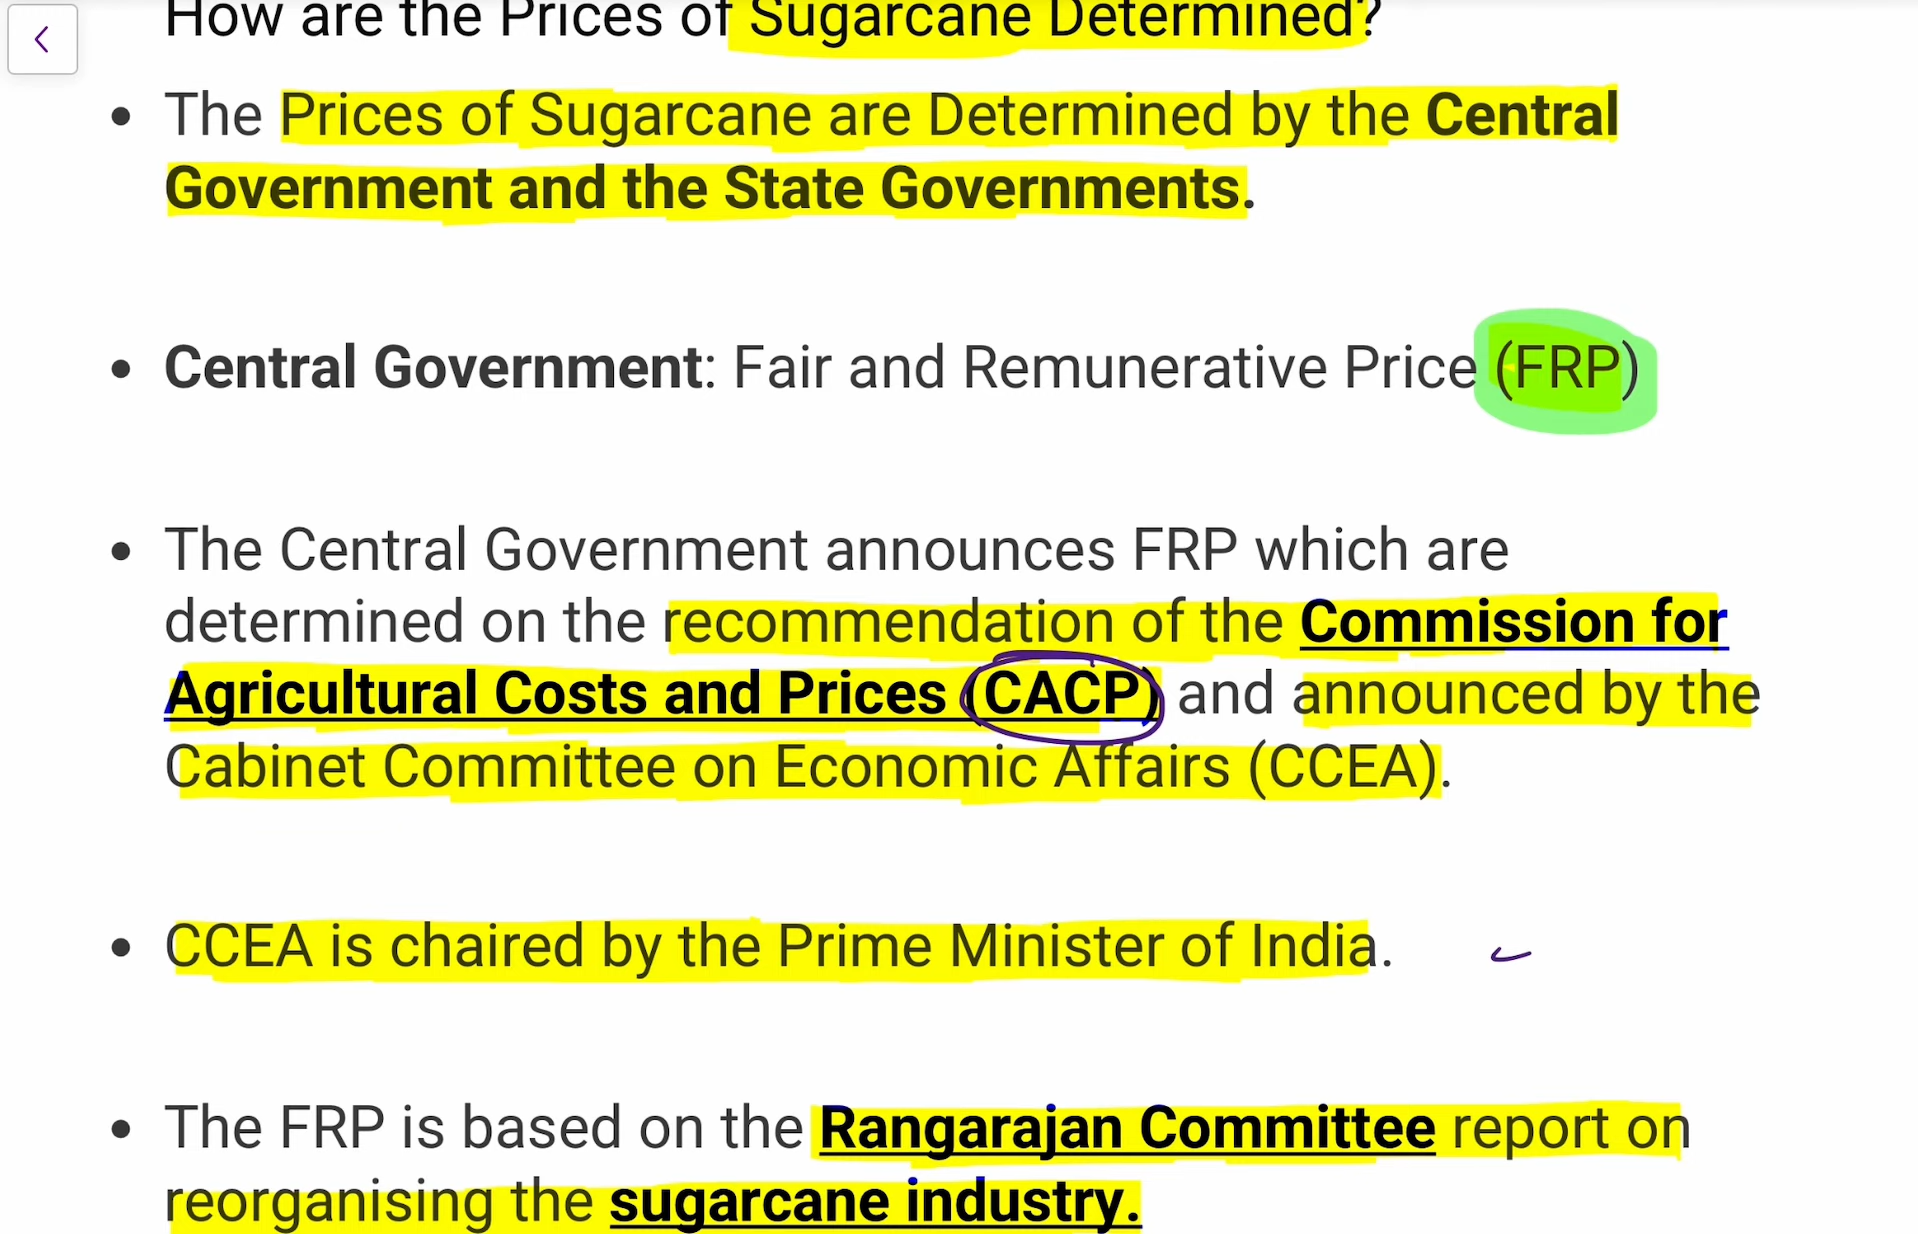 How are the Prices of Sugarcane Determined?
• The Prices of Sugarcane are Determined by the Central
Government and the State Governments.
• Central Government: Fair and Remunerative Price (FRP)
• The Central Government announces FRP which are
determined on the recommendation of the Commission for
Agricultural Costs and Prices (CACP) and announced by the
Cabinet Committee on Economic Affairs (CCEA).
• CCEA is chaired by the Prime Minister of India.
• The FRP is based on the Rangarajan Committee report on
reorganising the sugarcane industry.